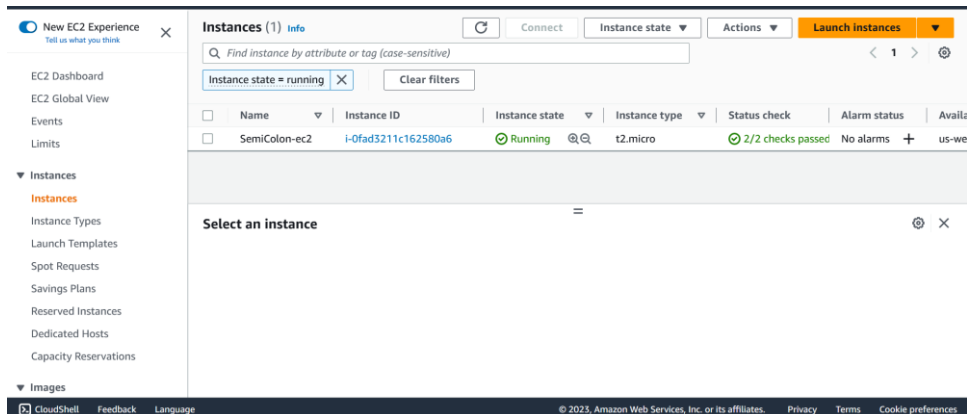 New EC2 Experience
Tell us what you think
EC2 Dashboard
EC2 Global View
Events
Limits
Instances
Instances
Instance Types
Launch Templates
Spot Requests
Savings Plans
Reserved Instances
Dedicated Hosts
Capacity Reservations
Images
Instances (1) Info
Connect
Instance state
Actions
Launch instances
Find instance by attribute or tag (case-sensitive)
1
Instance state = running
Clear filters
Name Instance ID Instance state Instance type Status check Alarm status Availa
SemiColon-ec2 i-0fad3211c162580a6 Running t2.micro 2/2 checks passed No alarms + us-we
Select an instance
CloudShell Feedback Language © 2023, Amazon Web Services, Inc. or its affiliates. Privacy Terms Cookie preferences